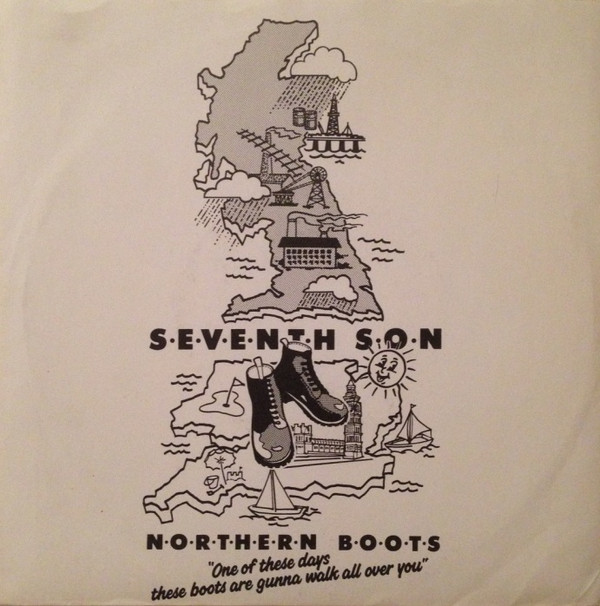 S·E·V·E·N·T·H S·O·N
N·O·R·T·H·E·R·N B·O·O·T·S
"One of these days
these boots are gunna walk all over you"